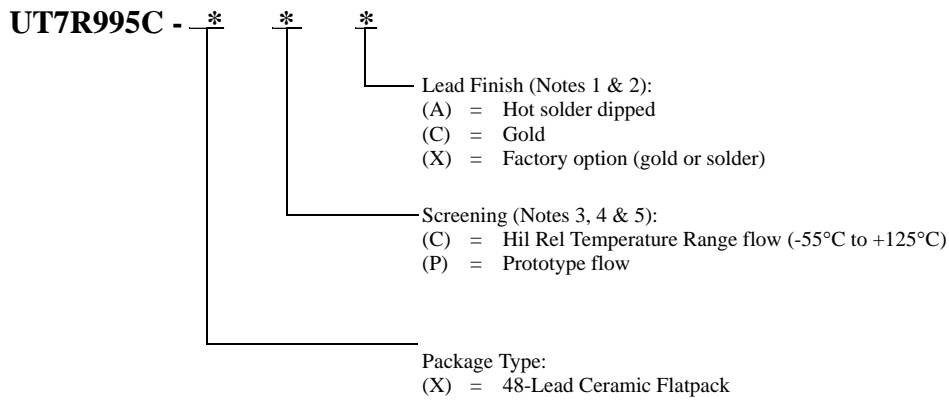 UT7R995C - * * *
Lead Finish (Notes 1 & 2):
(A) = Hot solder dipped
(C) = Gold
(X) = Factory option (gold or solder)
Screening (Notes 3, 4 & 5):
(C) = Hil Rel Temperature Range flow (-55°C to +125°C)
(P) = Prototype flow
Package Type:
(X) = 48-Lead Ceramic Flatpack